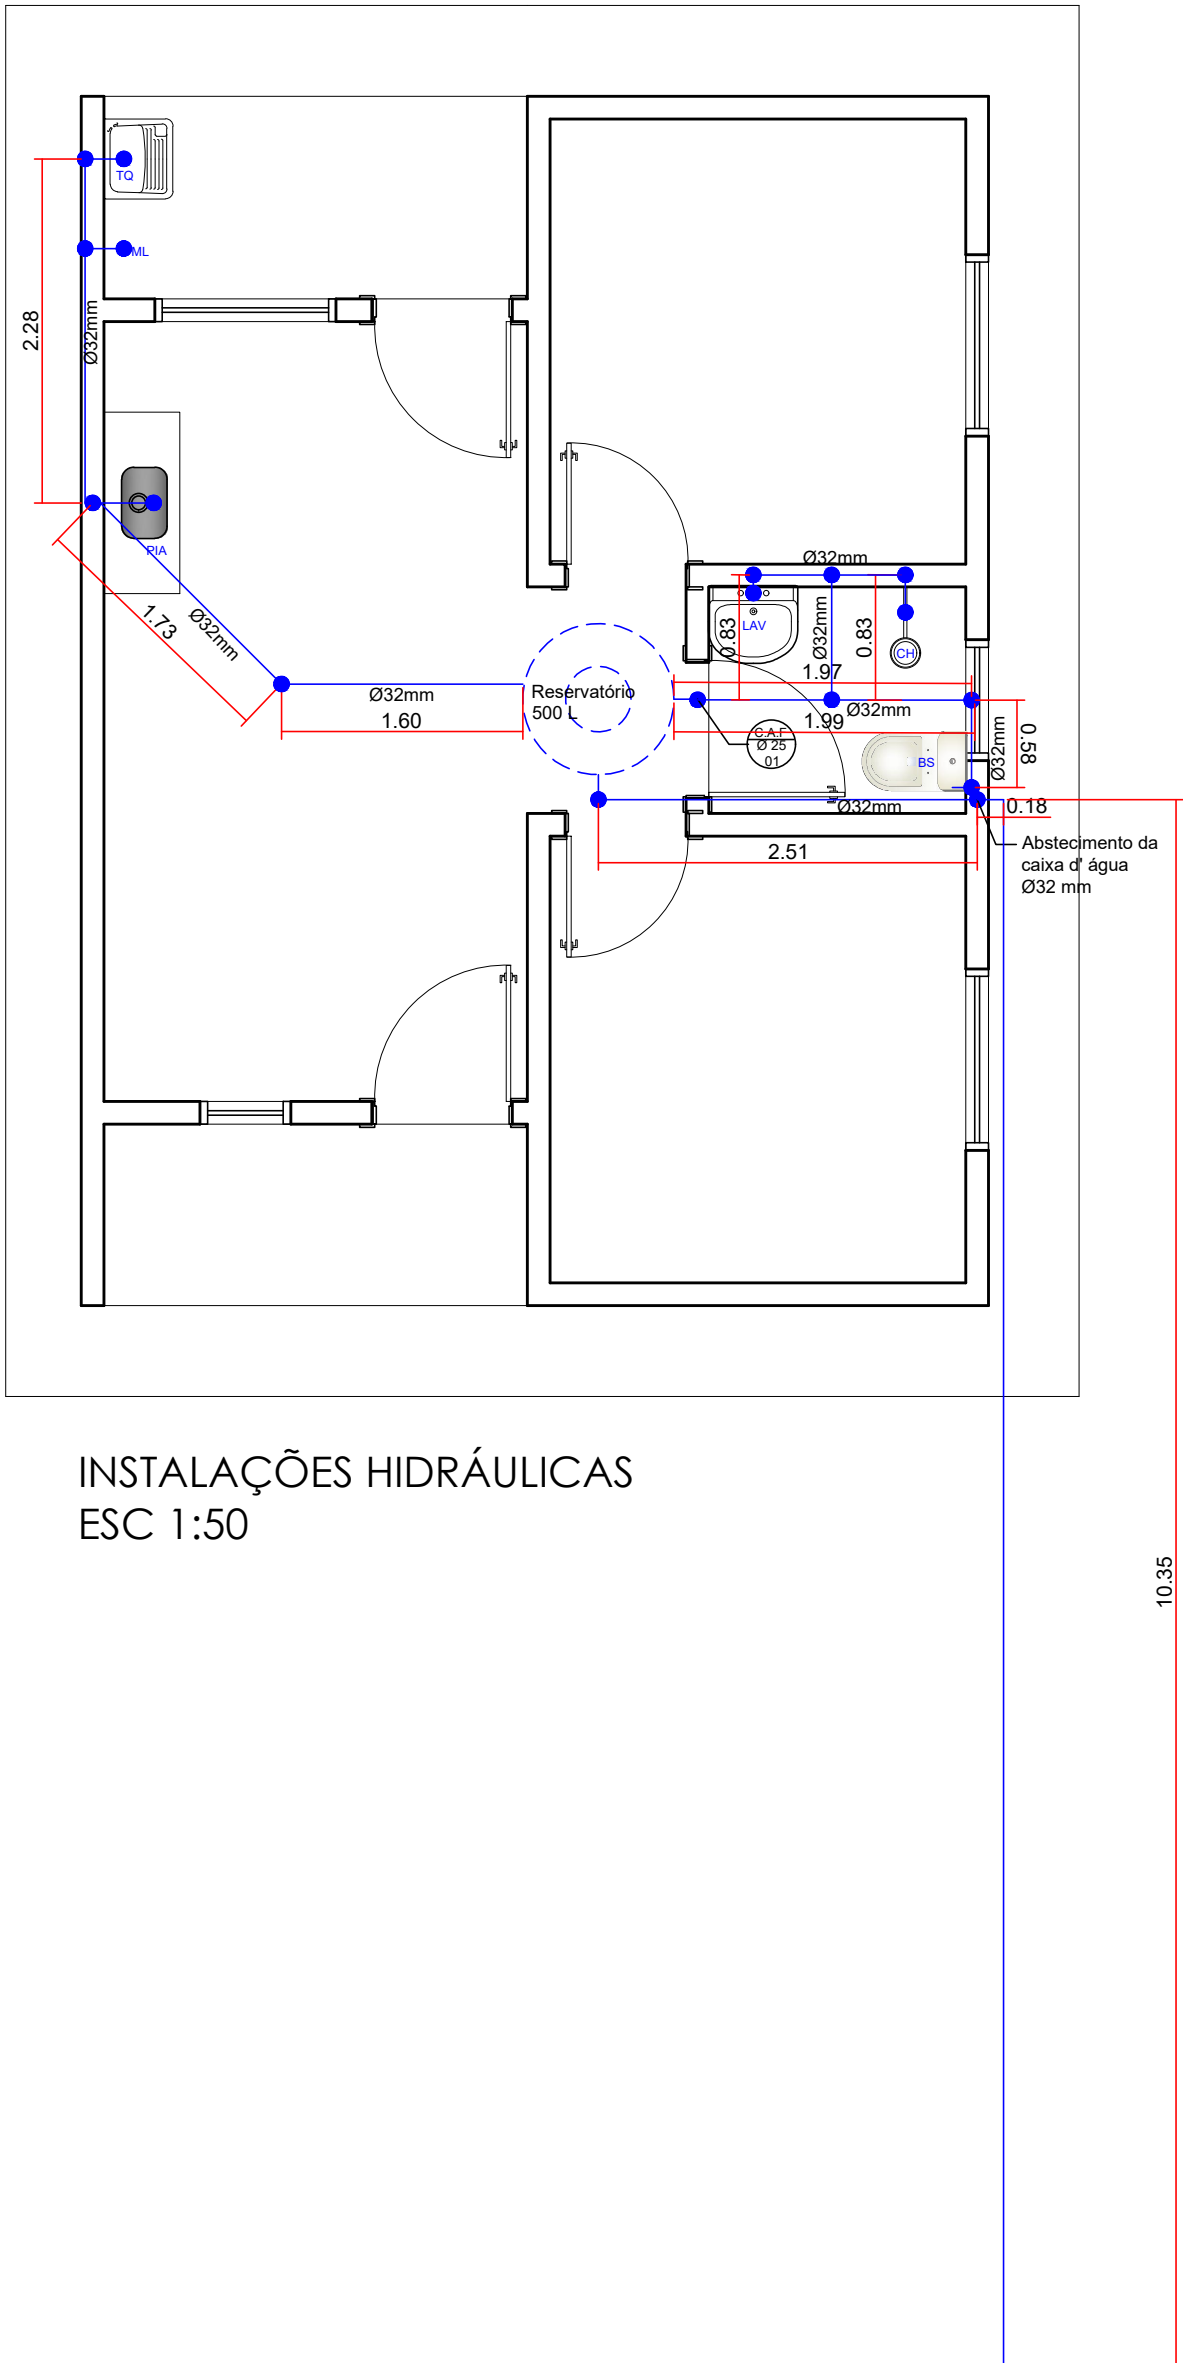 TQ
ML
2.28
Ø32mm
PIA
1.73
Ø32mm
Ø32mm
1.60
Reservatório
500 L
Ø32mm
0.83
LAV
Ø32mm
0.83
CH
1.97
Ø32mm
1.99
C.A.F
Ø 25
01
BS
Ø32mm
0.58
Ø32mm
0.18
2.51
Abstecimento da
caixa d' água
Ø32 mm
INSTALAÇÕES HIDRÁULICAS
ESC 1:50
10.35